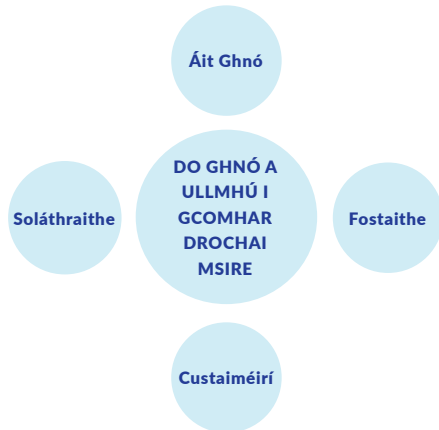 Áit Ghnó
DO GHNÓ A
ULLMHÚ I
GCOMHAR
DROCHAI
MSIRE
Soláthraithe
Fostaithe
Custaiméirí